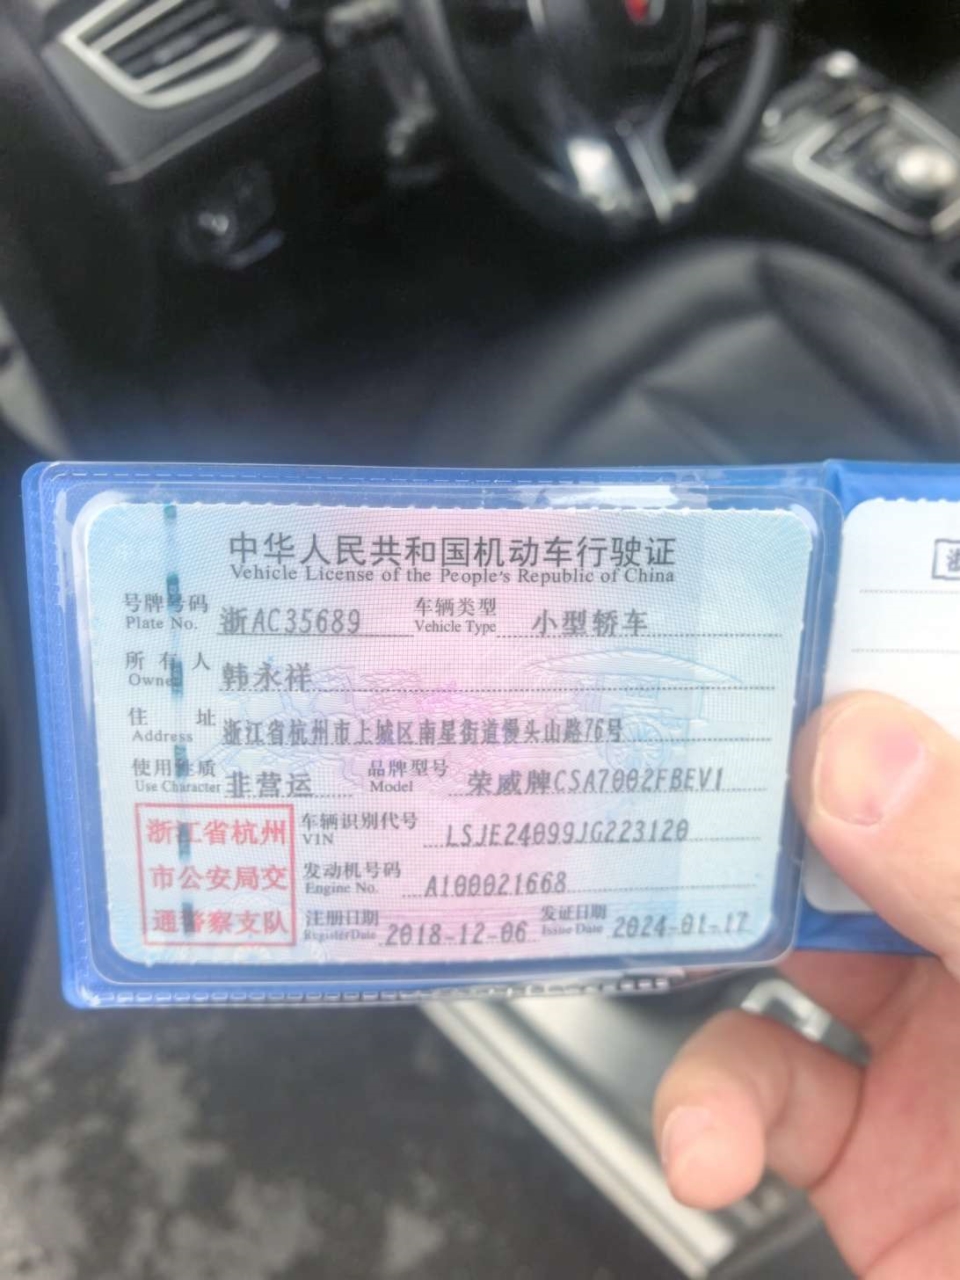 中华人民共和国机动车行驶证
Vehicle License of the People's Republic of China
号牌号码 浙AC35689 车辆类型 小型轿车
Plate No. Vehicle Type
所有人 韩永祥
Owner
住址 浙江省杭州市上城区南星街道馒头山路76号
Address
使用性质 非营运 品牌型号 荣威牌CSA7002FBEV1
Use Character Model
浙江省杭州
市公安局交
通警察支队
车辆识别代号 LSJE24099JG223120
VIN
发动机号码 A100021668
Engine No.
注册日期 2018-12-06 发证日期 2024-01-17
Register Date Issue Date